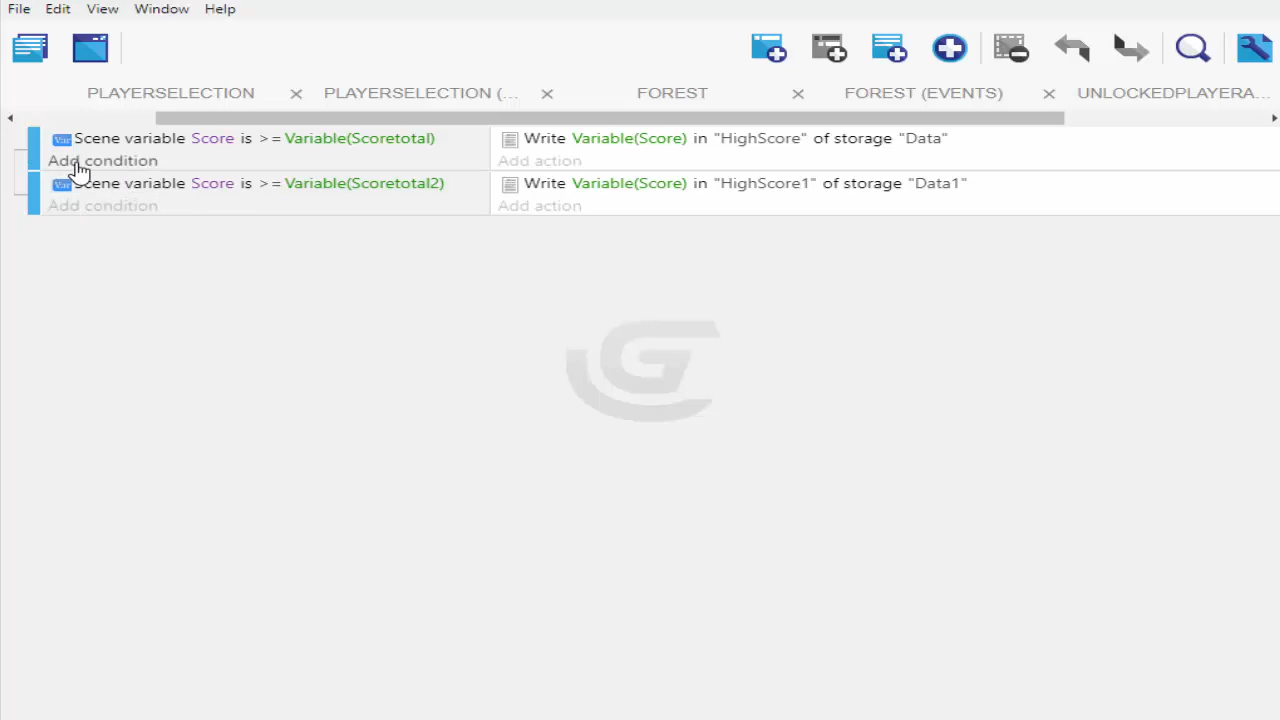 File Edit View Window Help
PLAYERSELECTION × PLAYERSELECTION (... × FOREST × FOREST (EVENTS) × UNLOCKEDPLAYERA...
Var Scene variable Score is >= Variable(Scoretotal) Write Variable(Score) in "HighScore" of storage "Data"
Add condition Add action
Var Scene variable Score is >= Variable(Scoretotal2) Write Variable(Score) in "HighScore1" of storage "Data1"
Add condition Add action